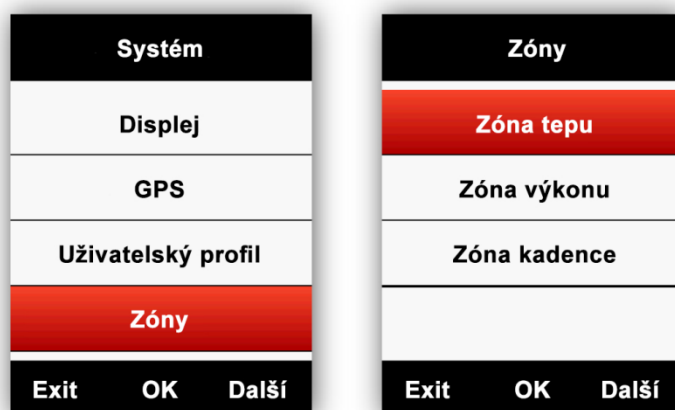 Systém
Displej
GPS
Uživatelský profil
Zóny
Exit OK Další
Zóny
Zóna tepu
Zóna výkonu
Zóna kadence
Exit OK Další